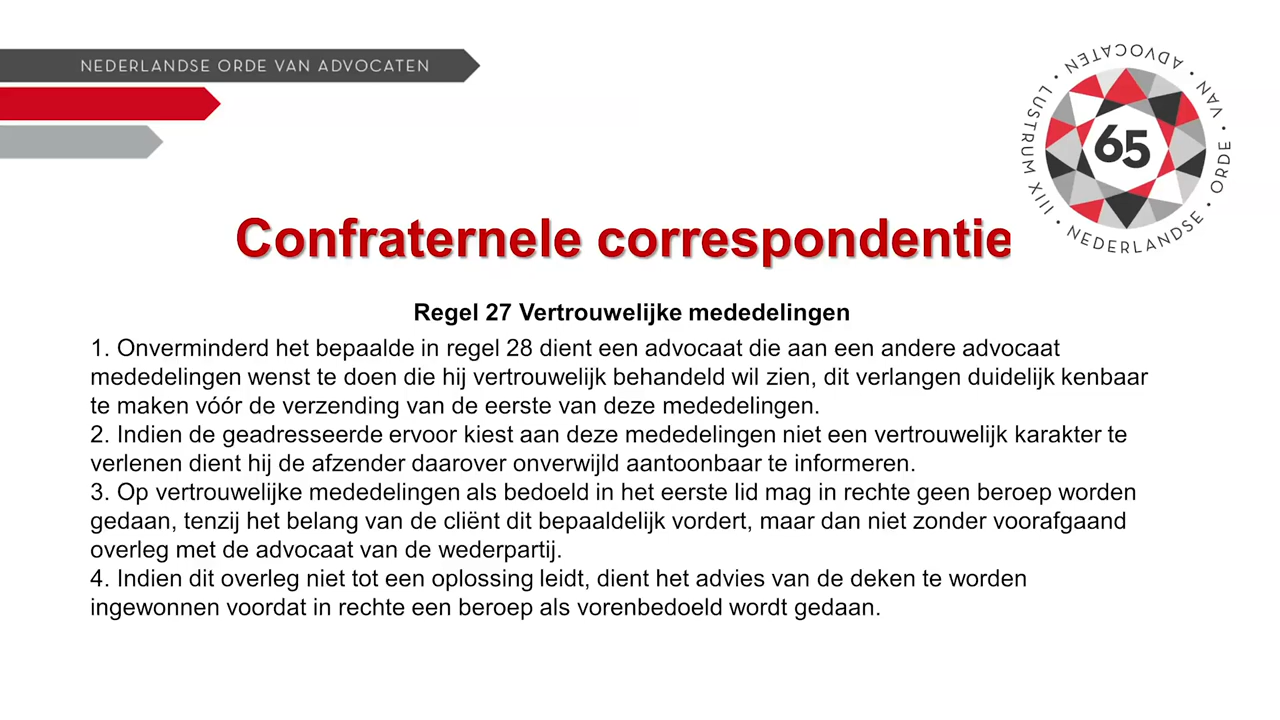 NEDERLANDSE ORDE VAN ADVOCATEN
NEDERLANDSE • ORDE • VAN • ADVOCATEN • LUSTRUM XIII •
65
Confraternele correspondentie
Regel 27 Vertrouwelijke mededelingen
1. Onverminderd het bepaalde in regel 28 dient een advocaat die aan een andere advocaat
mededelingen wenst te doen die hij vertrouwelijk behandeld wil zien, dit verlangen duidelijk kenbaar
te maken vóór de verzending van de eerste van deze mededelingen.
2. Indien de geadresseerde ervoor kiest aan deze mededelingen niet een vertrouwelijk karakter te
verlenen dient hij de afzender daarover onverwijld aantoonbaar te informeren.
3. Op vertrouwelijke mededelingen als bedoeld in het eerste lid mag in rechte geen beroep worden
gedaan, tenzij het belang van de cliënt dit bepaaldelijk vordert, maar dan niet zonder voorafgaand
overleg met de advocaat van de wederpartij.
4. Indien dit overleg niet tot een oplossing leidt, dient het advies van de deken te worden
ingewonnen voordat in rechte een beroep als vorenbedoeld wordt gedaan.